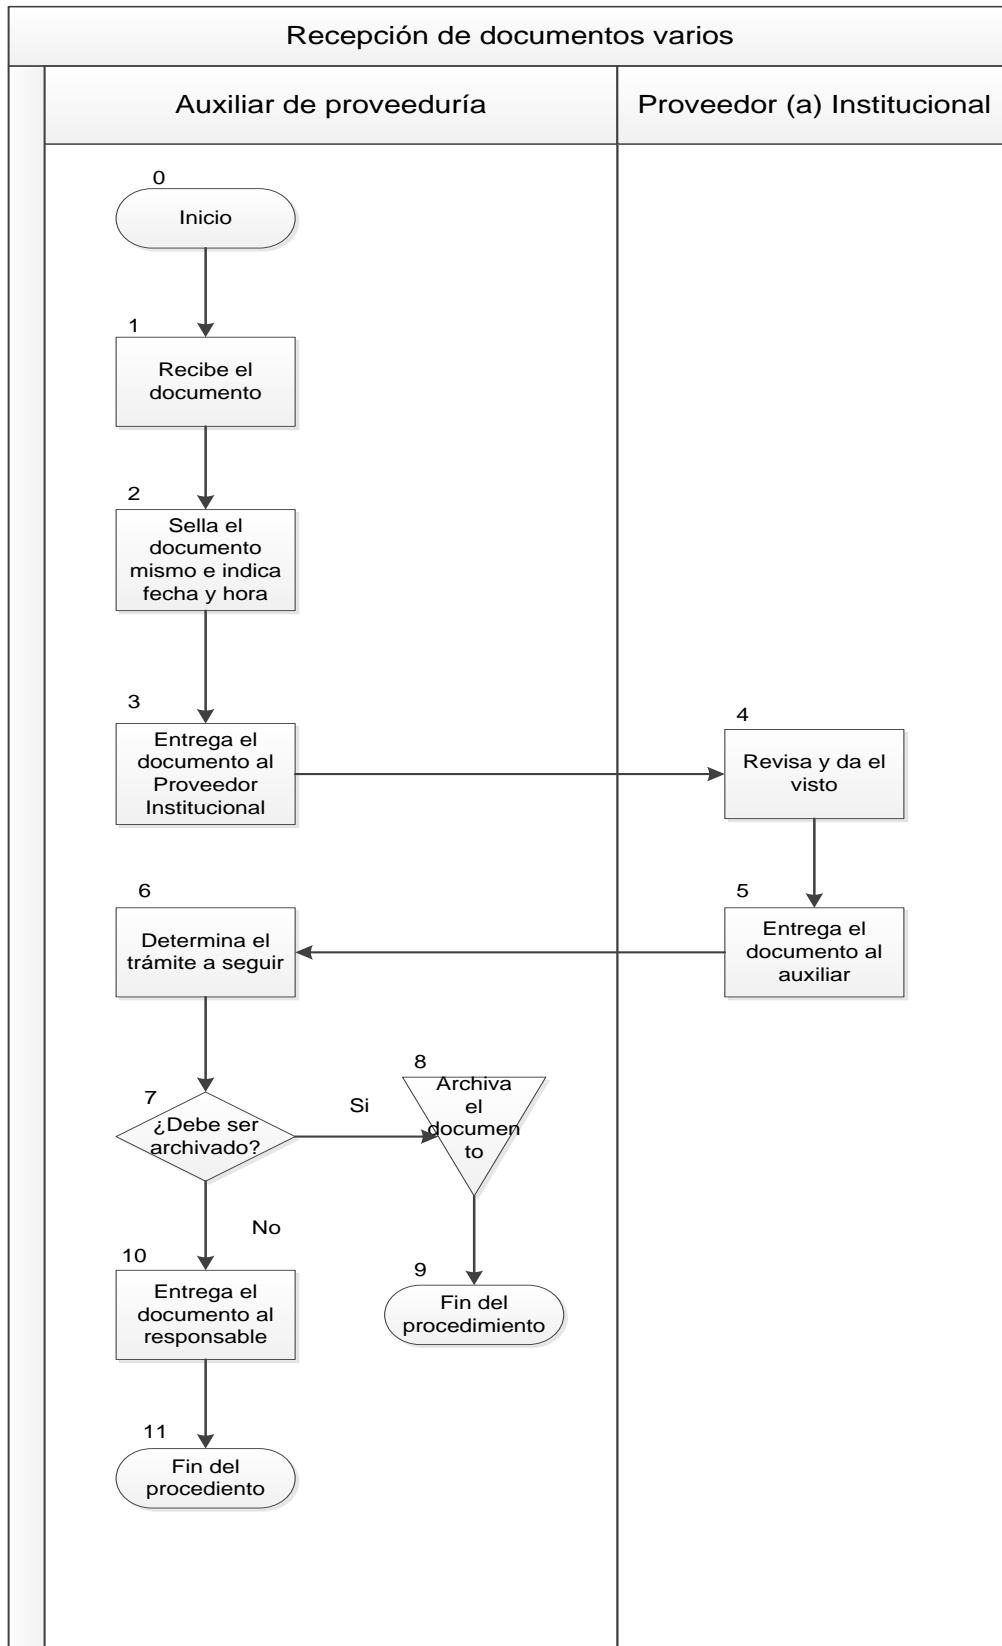 Recepción de documentos varios
Auxiliar de proveeduría
Proveedor (a) Institucional
0
Inicio
1
Recibe el
documento
2
Sella el
documento
mismo e indica
fecha y hora
3
Entrega el
documento al
Proveedor
Institucional
4
Revisa y da el
visto
5
Entrega el
documento al
auxiliar
6
Determina el
trámite a seguir
7
¿Debe ser
archivado?
Si
8
Archiva
el
documen
to
9
Fin del
procedimiento
No
10
Entrega el
documento al
responsable
11
Fin del
procediento